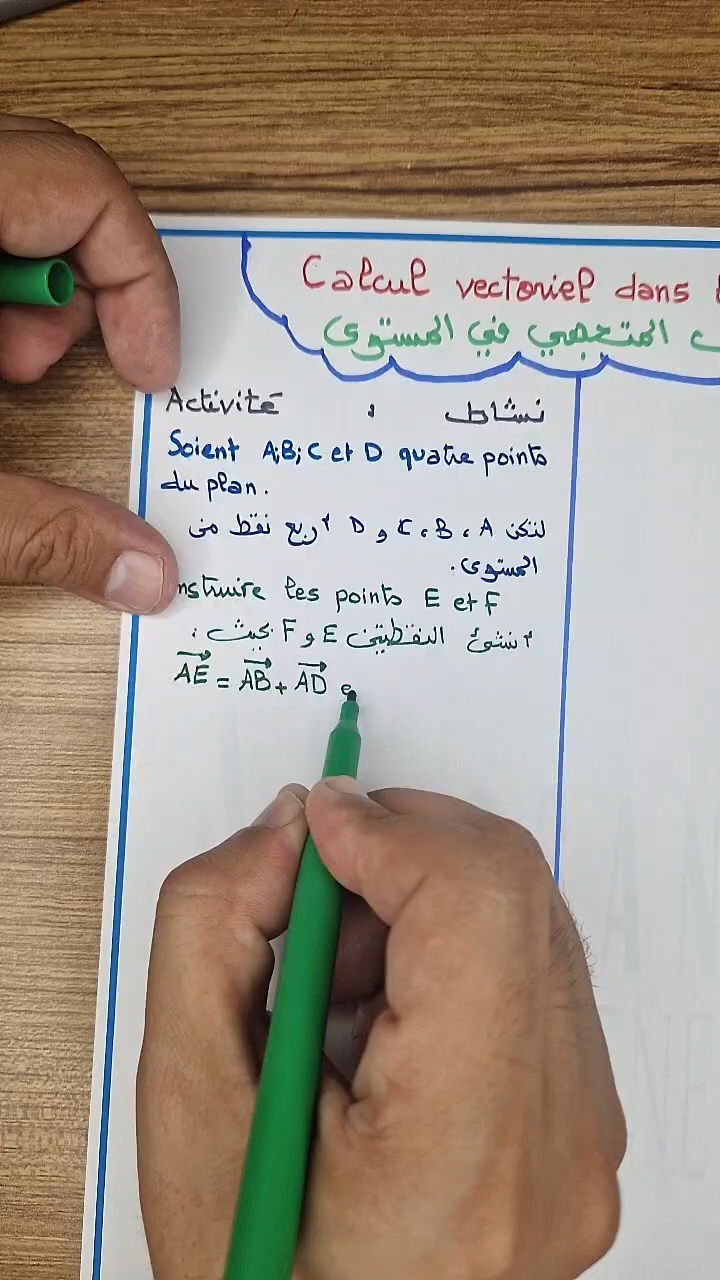 Calcul vectoriel dans
المتجهي في المستوى
Activité : نشاط
Soient A;B;C et D quatre points
du plan.
لتكن A ، B ، C و D أربع نقط من
المستوى.
nstruire les points E et F
أنشئ النقطتين E و F بحيث :
AE = AB + AD e